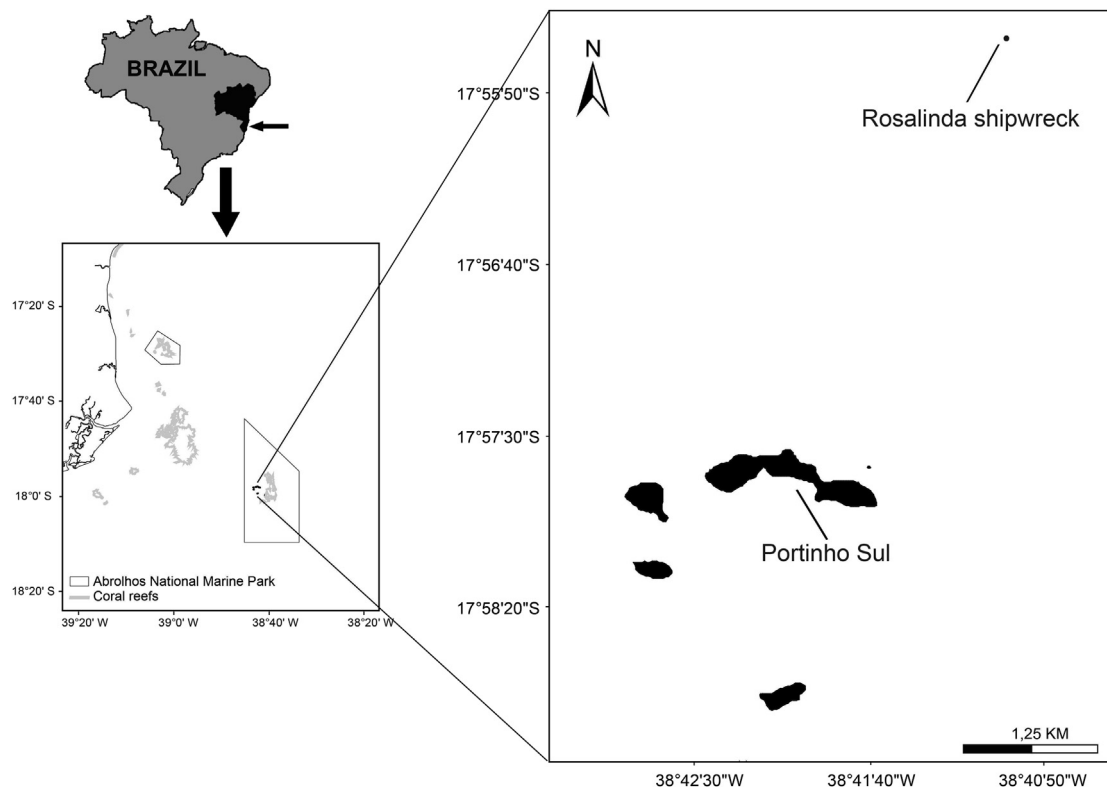 BRAZIL
17°20' S
17°40' S
18°0' S
18°20' S
Abrolhos National Marine Park
Coral reefs
39°20' W
39°0' W
38°40' W
38°20' W
N
Rosalinda shipwreck
17°55'50"S
17°56'40"S
17°57'30"S
17°58'20"S
Portinho Sul
1,25 KM
38°42'30"W
38°41'40"W
38°40'50"W